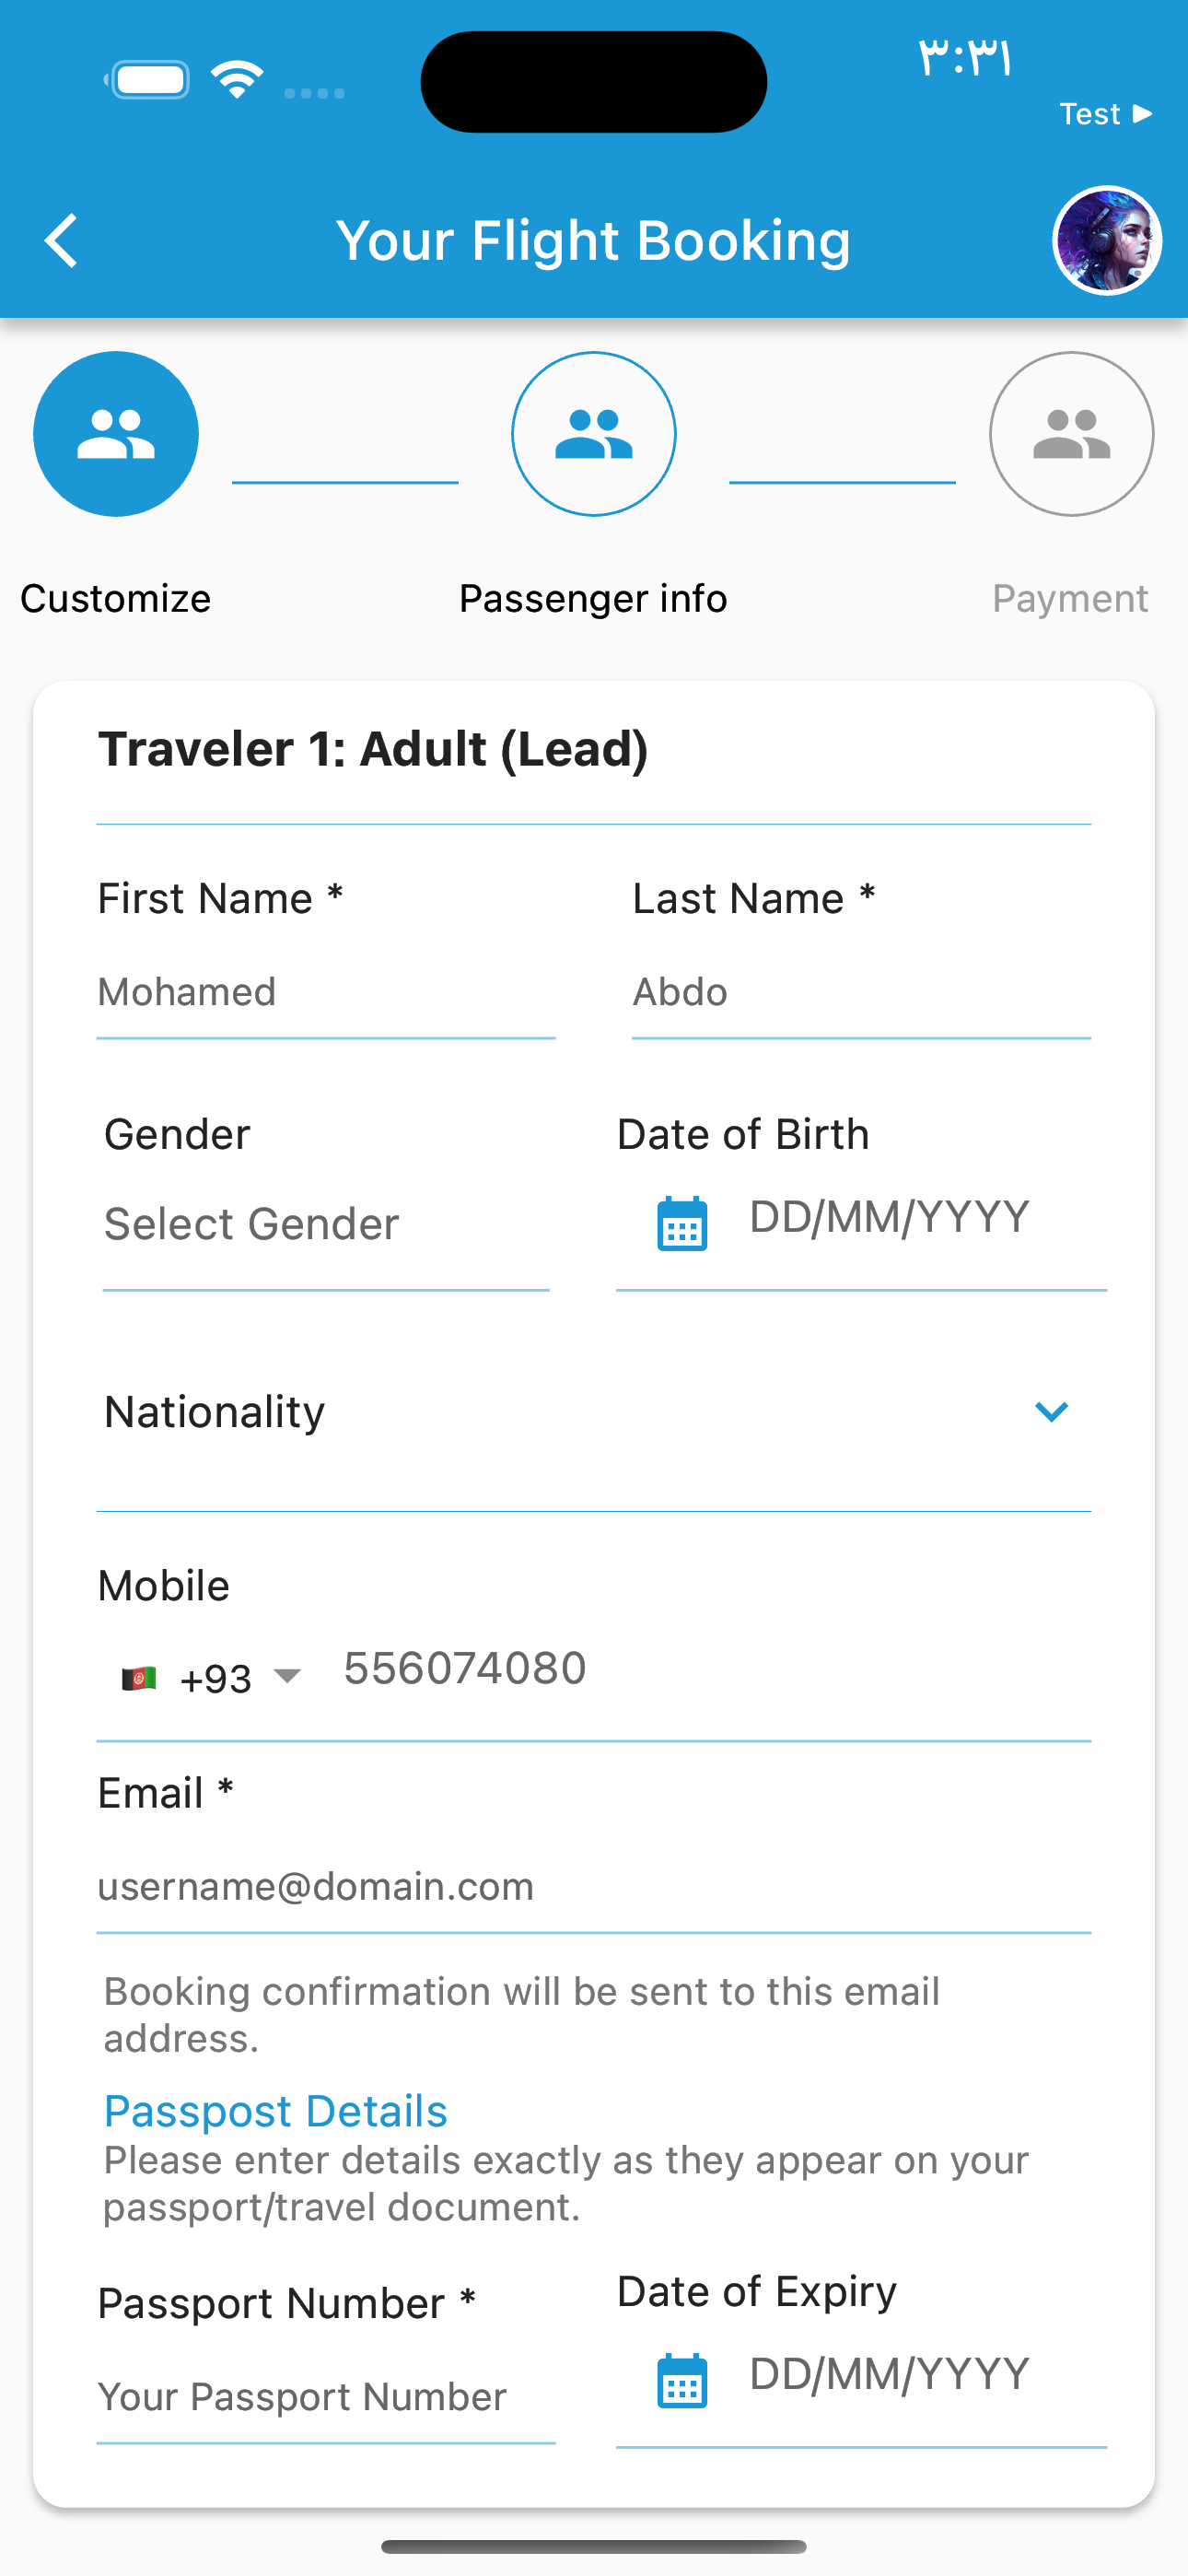 ٣:٣١
Test ▶
Your Flight Booking
Customize
Passenger info
Payment
Traveler 1: Adult (Lead)
First Name *
Last Name *
Mohamed
Abdo
Gender
Date of Birth
Select Gender
DD/MM/YYYY
Nationality
Mobile
+93
556074080
Email *
username@domain.com
Booking confirmation will be sent to this email
address.
Passpost Details
Please enter details exactly as they appear on your
passport/travel document.
Passport Number *
Date of Expiry
Your Passport Number
DD/MM/YYYY